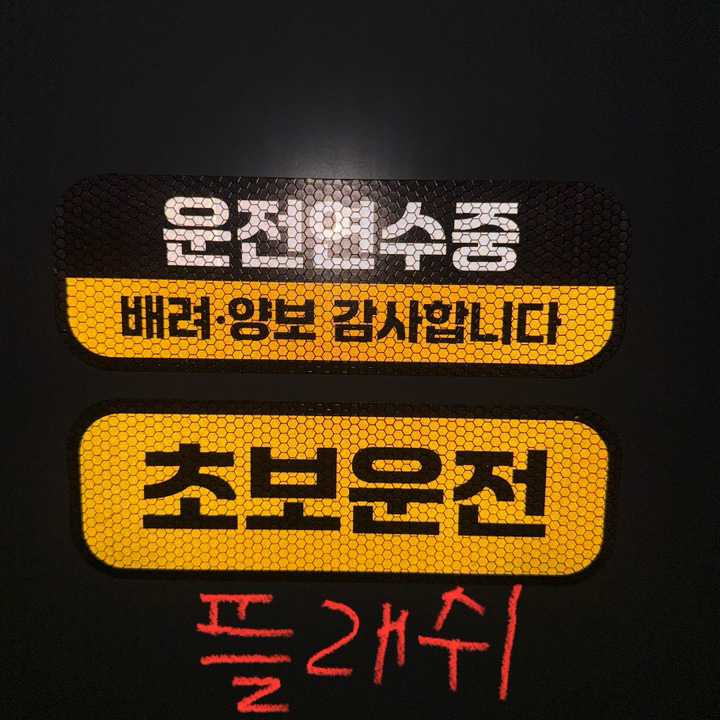 운전연수중
배려·양보 감사합니다
초보운전
플래쉬